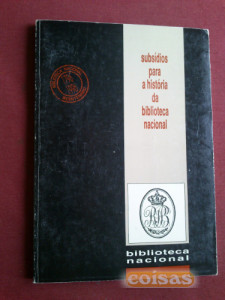 subsídios
para
a história
da
biblioteca
nacional
biblioteca
nacional
coisas